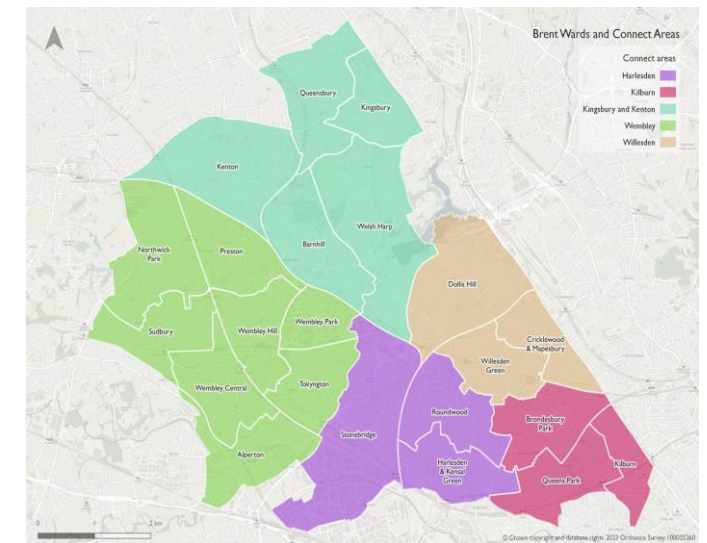 Brent Wards and Connect Areas
Connect areas
Harlesden
Kilburn
Kingsbury and Kenton
Wembley
Willesden
Queensbury
Kingsbury
Kenton
Welsh Harp
Barnhill
Northwick
Park
Preston
Dollis Hill
Wembley Park
Sudbury
Wembley Hill
Cricklewood
& Mapesbury
Willesden
Green
Wembley Central
Tokyngton
Roundwood
Brondesbury
Park
Stonebridge
Alperton
Harlesden
& Kensal
Green
Kilburn
Queens Park
0
2 km
© Crown copyright and database rights 2023 Ordnance Survey 100025260